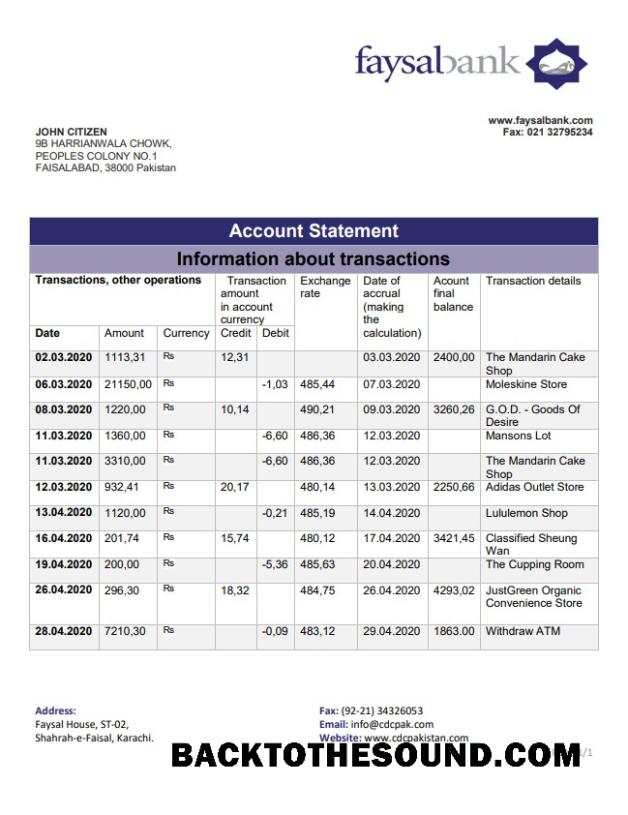 faysalbank
www.faysalbank.com
Fax: 021 32795234
JOHN CITIZEN
9B HARRIANWALA CHOWK,
PEOPLES COLONY NO.1
FAISALABAD, 38000 Pakistan
Account Statement
Information about transactions
Transactions, other operations
Transaction
amount
in account
currency
Exchange
rate
Date of
accrual
(making
the
calculation)
Acount
final
balance
Transaction details
Date Amount Currency Credit Debit
02.03.2020 1113,31 Rs 12,31 03.03.2020 2400,00 The Mandarin Cake
Shop
06.03.2020 21150,00 Rs -1,03 485,44 07.03.2020 Moleskine Store
08.03.2020 1220,00 Rs 10,14 490,21 09.03.2020 3260,26 G.O.D. - Goods Of
Desire
11.03.2020 1360,00 Rs -6,60 486,36 12.03.2020 Mansons Lot
11.03.2020 3310,00 Rs -6,60 486,36 12.03.2020 The Mandarin Cake
Shop
12.03.2020 932,41 Rs 20,17 480,14 13.03.2020 2250,66 Adidas Outlet Store
13.04.2020 1120,00 Rs -0,21 485,19 14.04.2020 Lululemon Shop
16.04.2020 201,74 Rs 15,74 480,12 17.04.2020 3421,45 Classified Sheung
Wan
19.04.2020 200,00 Rs -5,36 485,63 20.04.2020 The Cupping Room
26.04.2020 296,30 Rs 18,32 484,75 26.04.2020 4293,02 JustGreen Organic
Convenience Store
28.04.2020 7210,30 Rs -0,09 483,12 29.04.2020 1863.00 Withdraw ATM
Address:
Faysal House, ST-02,
Shahrah-e-Faisal, Karachi.
Fax: (92-21) 34326053
Email: info@cdcpak.com
Website: www.cdcpakistan.com
BACKTOTHESOUND.COM